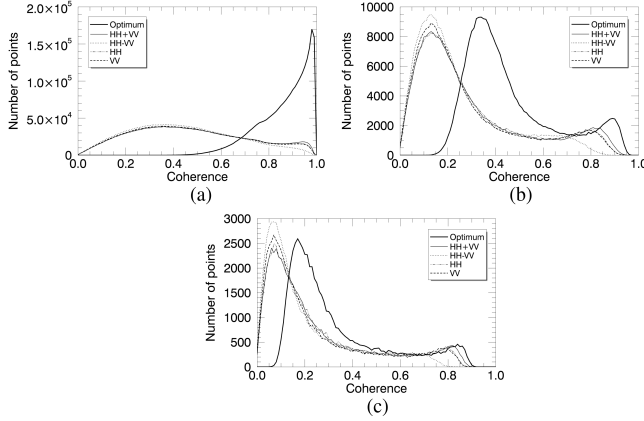 2.0×10⁵
1.5×10⁵
1.0×10⁵
5.0×10⁴
0
Number of points
Optimum
HH+VV
HH-VV
HH
VV
0.0 0.2 0.4 0.6 0.8 1.0
Coherence
(a)
10000
8000
6000
4000
2000
0
Number of points
Optimum
HH+VV
HH-VV
HH
VV
0.0 0.2 0.4 0.6 0.8 1.0
Coherence
(b)
3000
2500
2000
1500
1000
500
0
Number of points
Optimum
HH+VV
HH-VV
HH
VV
0.0 0.2 0.4 0.6 0.8 1.0
Coherence
(c)